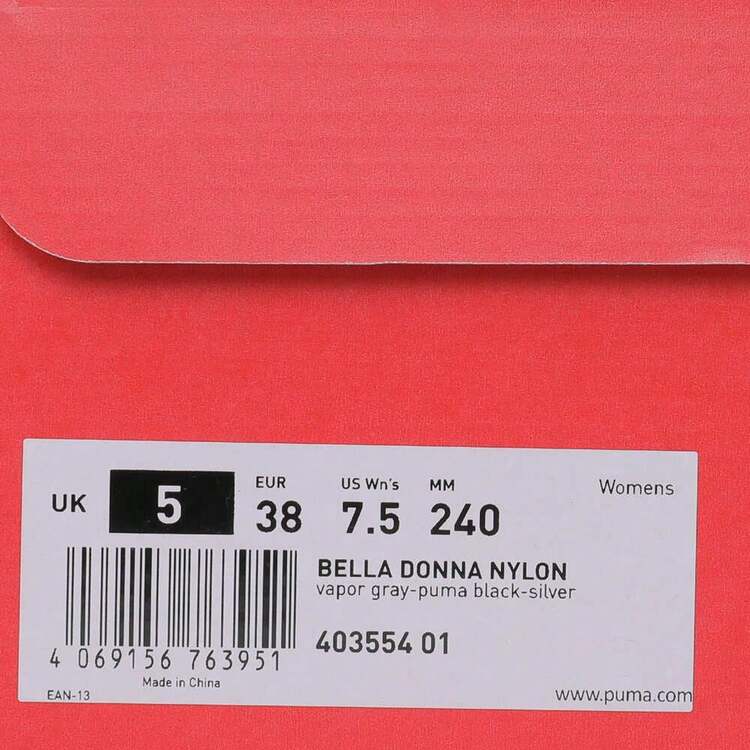 UK 5 EUR 38 US Wn's 7.5 MM 240 Womens
BELLA DONNA NYLON
vapor gray-puma black-silver
403554 01
4 069156 763951
Made in China
EAN-13
www.puma.com